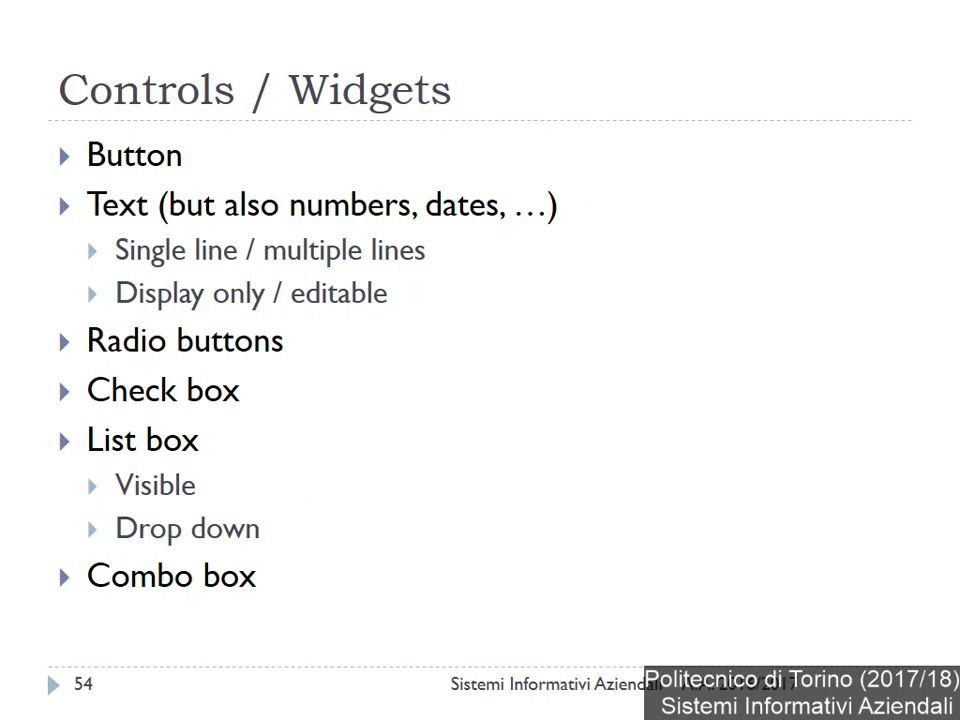 Controls / Widgets
Button
Text (but also numbers, dates, …)
Single line / multiple lines
Display only / editable
Radio buttons
Check box
List box
Visible
Drop down
Combo box
54
Sistemi Informativi Aziendali
Politecnico di Torino (2017/18)
Sistemi Informativi Aziendali